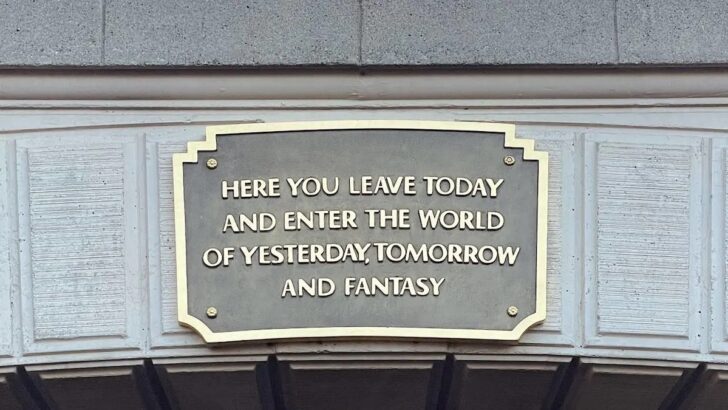 HERE YOU LEAVE TODAY
AND ENTER THE WORLD
OF YESTERDAY, TOMORROW
AND FANTASY